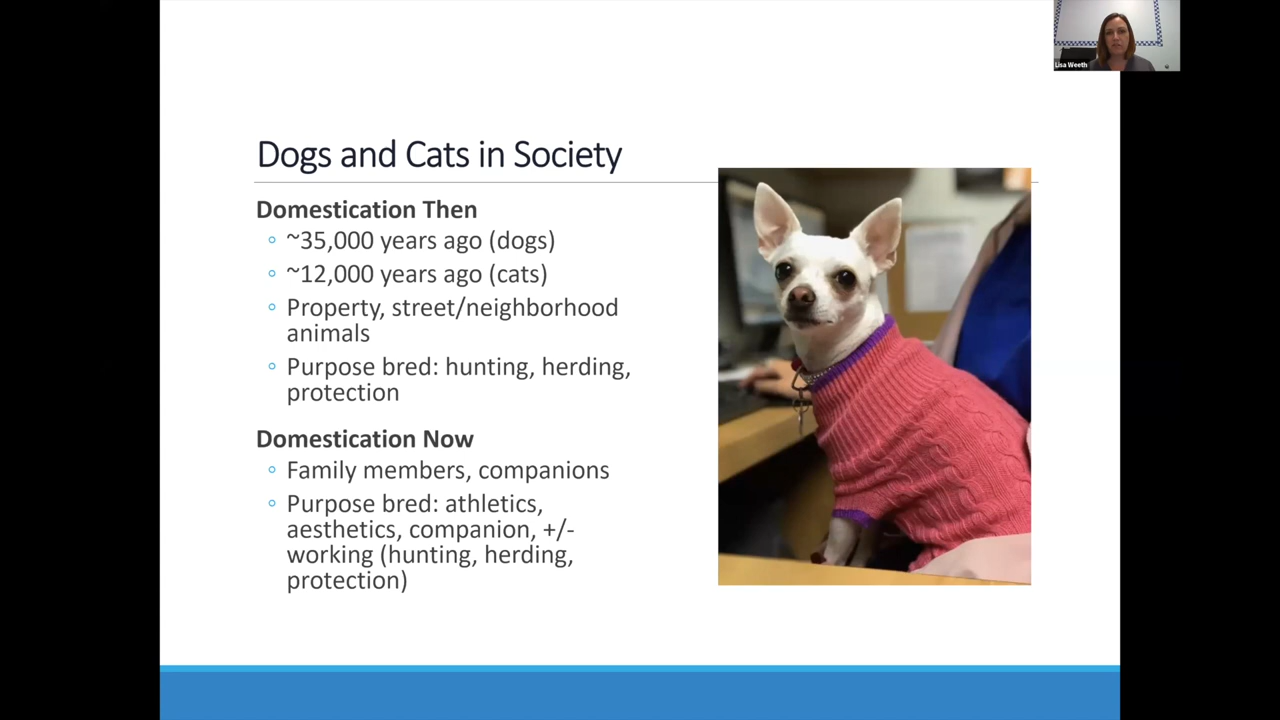 Lisa Weeth
Dogs and Cats in Society
Domestication Then
~35,000 years ago (dogs)
~12,000 years ago (cats)
Property, street/neighborhood
animals
Purpose bred: hunting, herding,
protection
Domestication Now
Family members, companions
Purpose bred: athletics,
aesthetics, companion, +/-
working (hunting, herding,
protection)